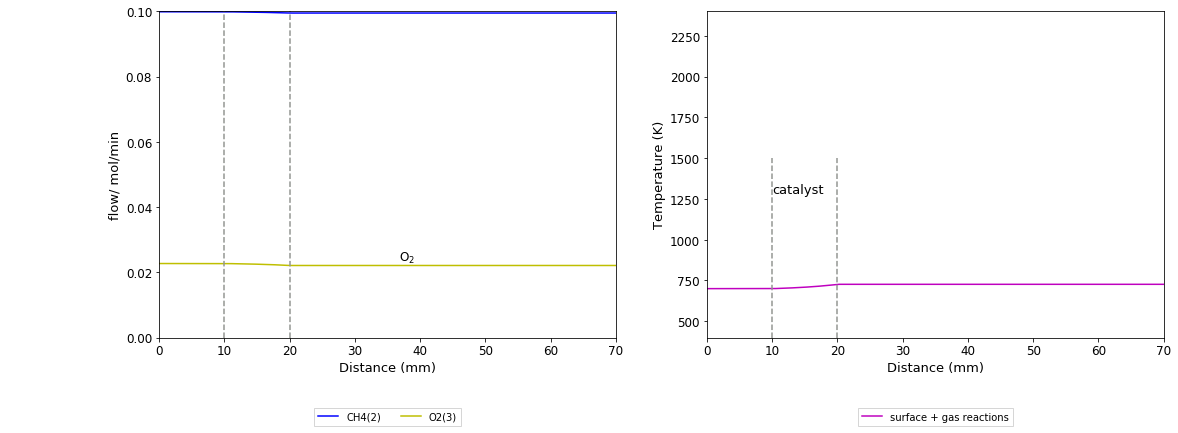 0.10
0.08
0.06
0.04
0.02
0.00
flow/ mol/min
O₂
0 10 20 30 40 50 60 70
Distance (mm)
CH4(2) O2(3)
2250
2000
1750
1500
1250
1000
750
500
Temperature (K)
catalyst
0 10 20 30 40 50 60 70
Distance (mm)
surface + gas reactions